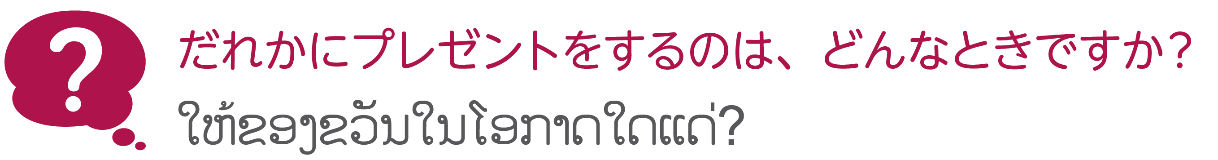 ?
だれかにプレゼントをするのは、どんなときですか?
ໃຫ້ຂອງຂວັນໃນໂອກາດໃດແດ່?